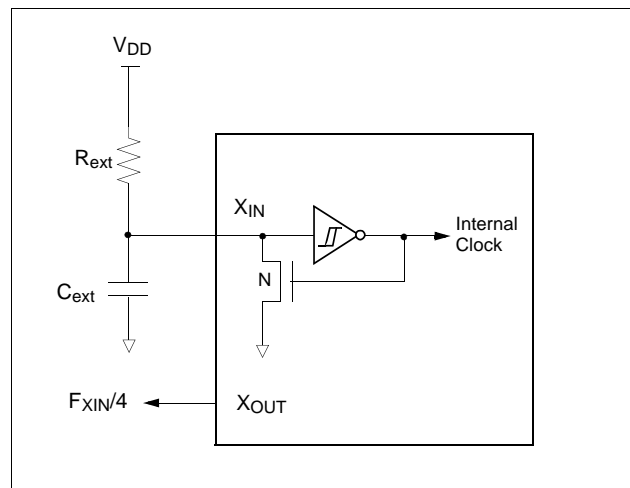 VDD
Rext
XIN
Internal
Clock
N
Cext
FXIN/4
XOUT